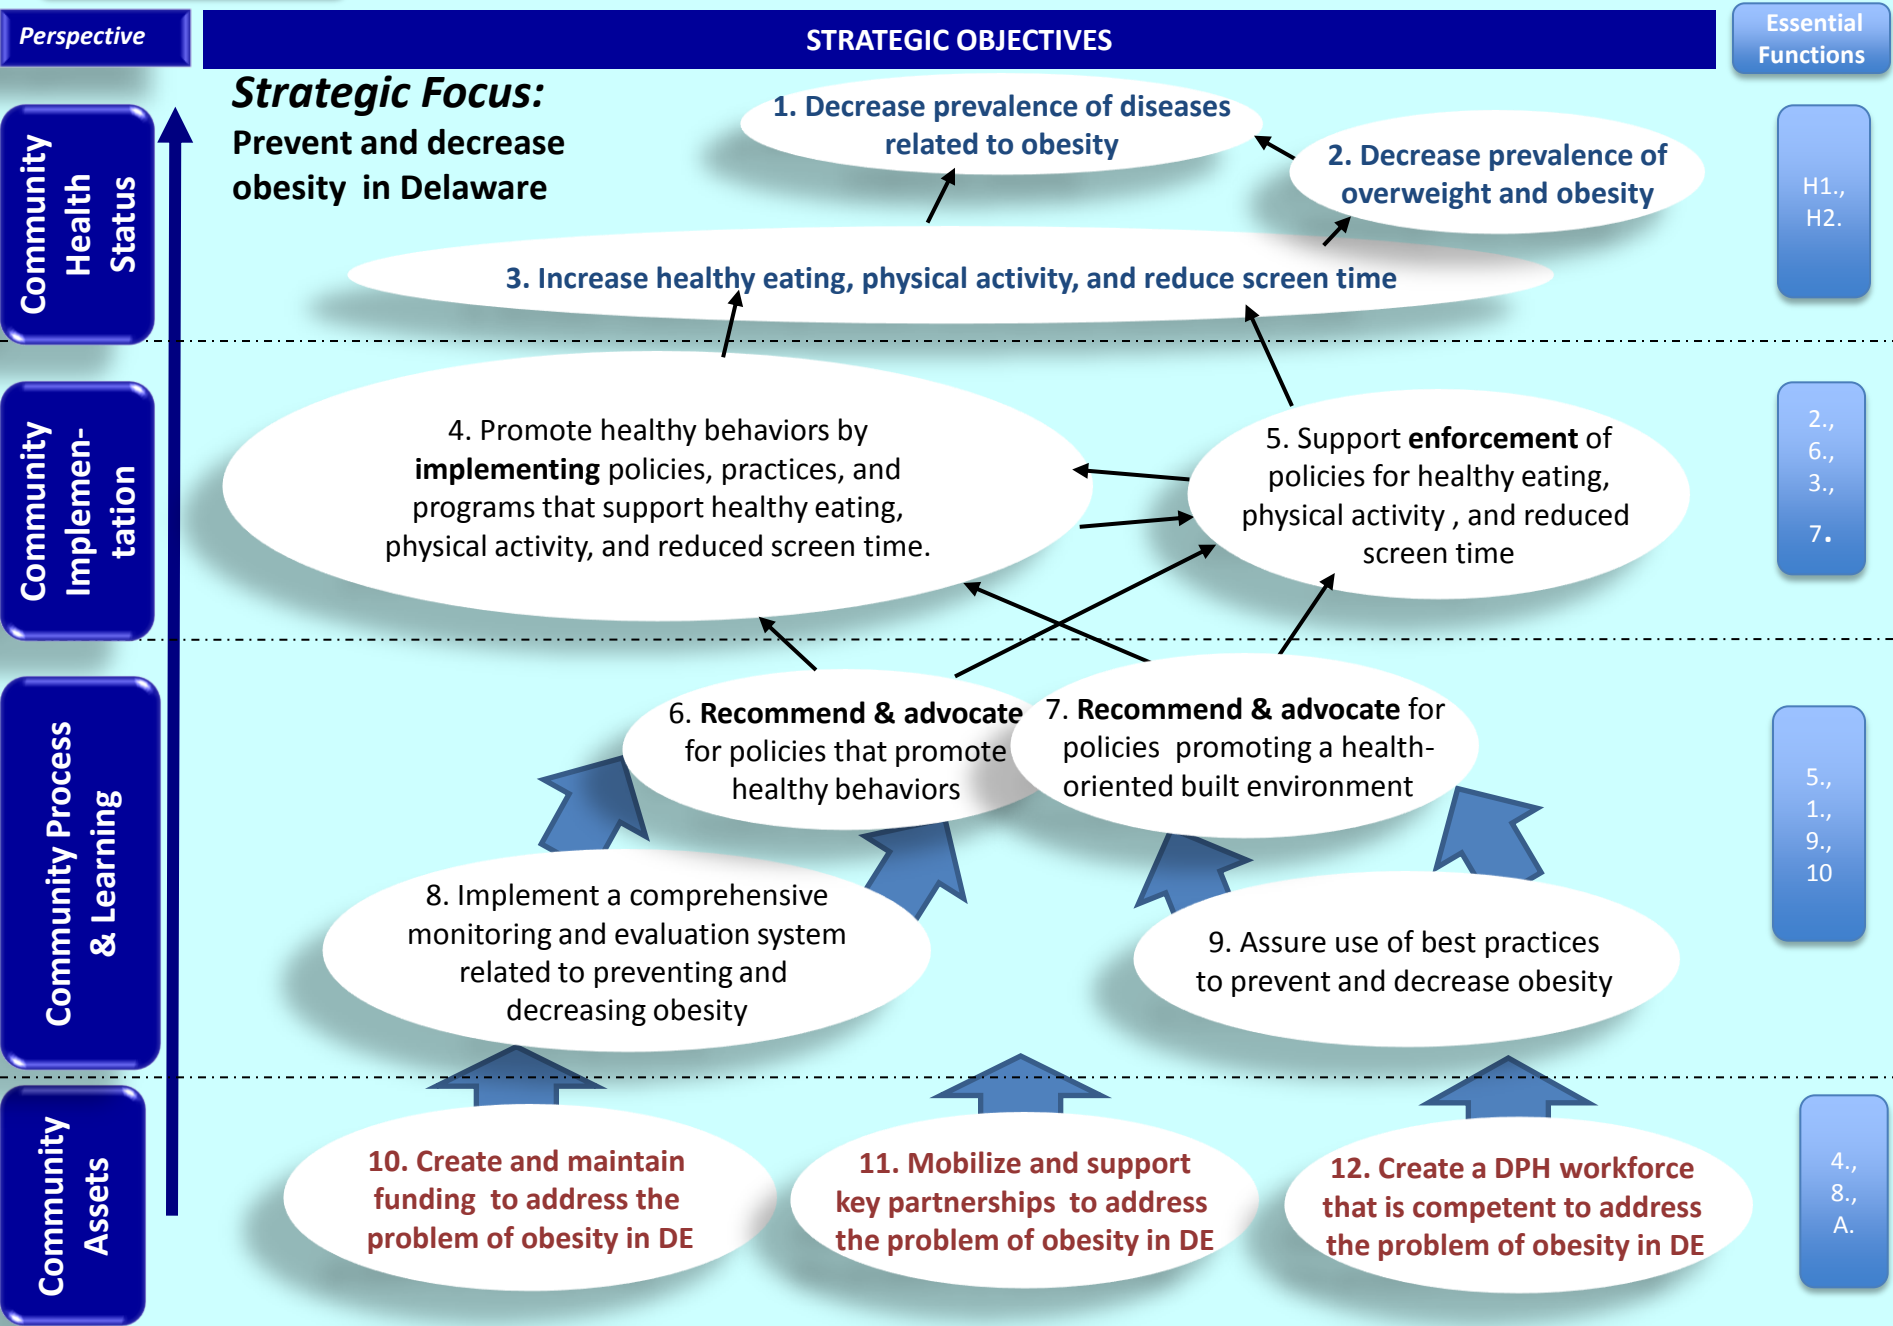 Perspective
STRATEGIC OBJECTIVES
Essential
Functions
Strategic Focus:
Prevent and decrease
obesity in Delaware
Community
Health
Status
1. Decrease prevalence of diseases
related to obesity
2. Decrease prevalence of
overweight and obesity
3. Increase healthy eating, physical activity, and reduce screen time
H1.,
H2.
Community
Implemen-
tation
4. Promote healthy behaviors by
implementing policies, practices, and
programs that support healthy eating,
physical activity, and reduced screen time.
5. Support enforcement of
policies for healthy eating,
physical activity , and reduced
screen time
2.,
6.,
3.,
7.
Community Process
& Learning
6. Recommend & advocate
for policies that promote
healthy behaviors
7. Recommend & advocate for
policies promoting a health-
oriented built environment
8. Implement a comprehensive
monitoring and evaluation system
related to preventing and
decreasing obesity
9. Assure use of best practices
to prevent and decrease obesity
5.,
1.,
9.,
10
Community
Assets
10. Create and maintain
funding to address the
problem of obesity in DE
11. Mobilize and support
key partnerships to address
the problem of obesity in DE
12. Create a DPH workforce
that is competent to address
the problem of obesity in DE
4.,
8.,
A.